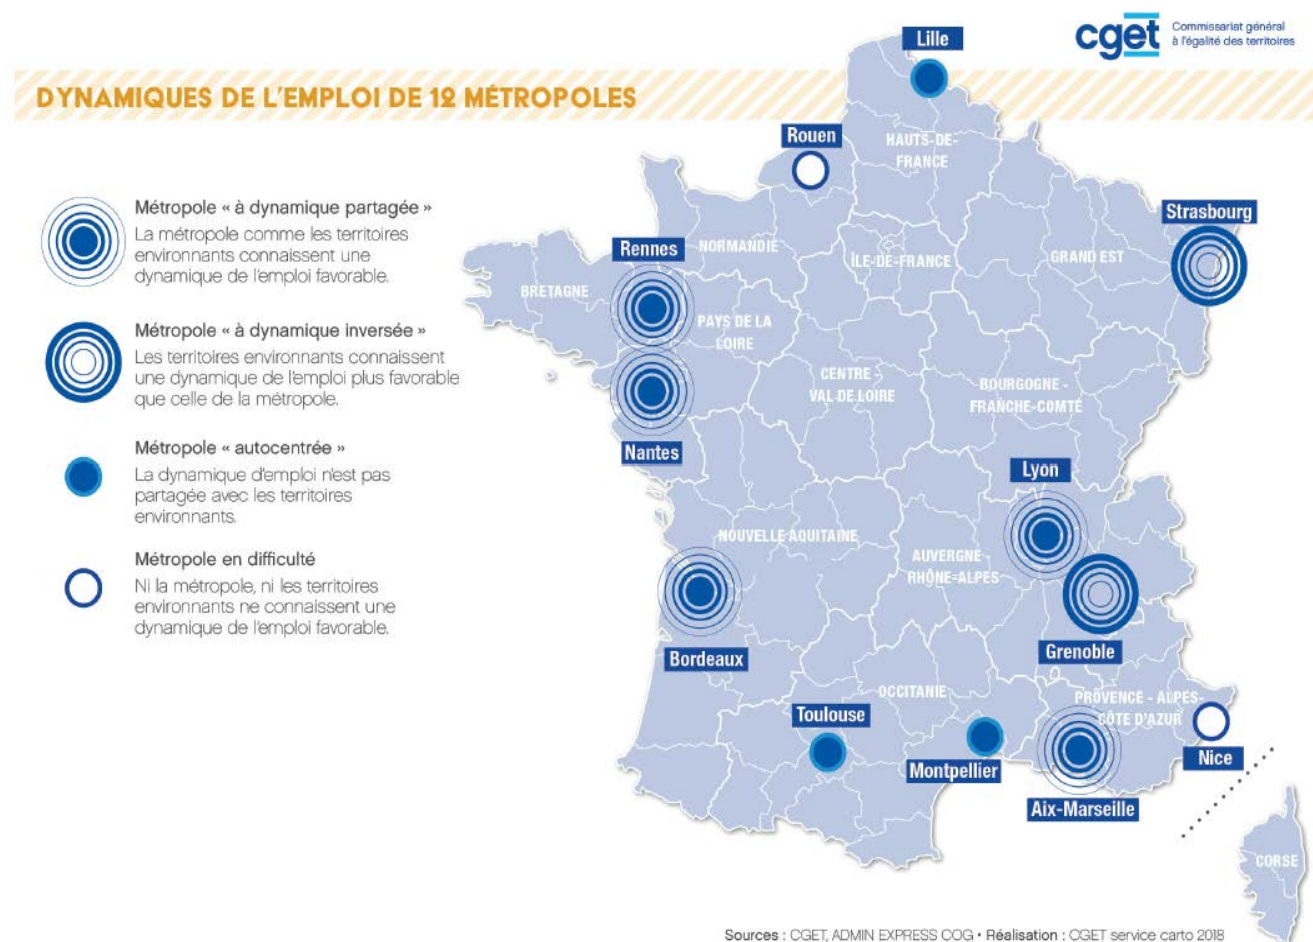 cget
Commissariat général
à l'égalité des territoires
DYNAMIQUES DE L'EMPLOI DE 12 MÉTROPOLES
Métropole « à dynamique partagée »
La métropole comme les territoires
environnants connaissent une
dynamique de l'emploi favorable.
Métropole « à dynamique inversée »
Les territoires environnants connaissent
une dynamique de l'emploi plus favorable
que celle de la métropole.
Métropole « autocentrée »
La dynamique d'emploi n'est pas
partagée avec les territoires
environnants.
Métropole en difficulté
Ni la métropole, ni les territoires
environnants ne connaissent une
dynamique de l'emploi favorable.
Lille
Rouen
HAUTS-DE-
FRANCE
Strasbourg
Rennes
NORMANDIE
ÎLE-DE-FRANCE
GRAND EST
BRETAGNE
PAYS DE LA
LOIRE
CENTRE -
VAL DE LOIRE
BOURGOGNE -
FRANCHE-COMTÉ
Nantes
Lyon
NOUVELLE AQUITAINE
AUVERGNE -
RHÔNE-ALPES
Bordeaux
Grenoble
OCCITANIE
PROVENCE - ALPES-
CÔTE D'AZUR
Toulouse
Montpellier
Nice
Aix-Marseille
CORSE
Sources : CGET, ADMIN EXPRESS COG • Réalisation : CGET service carto 2018